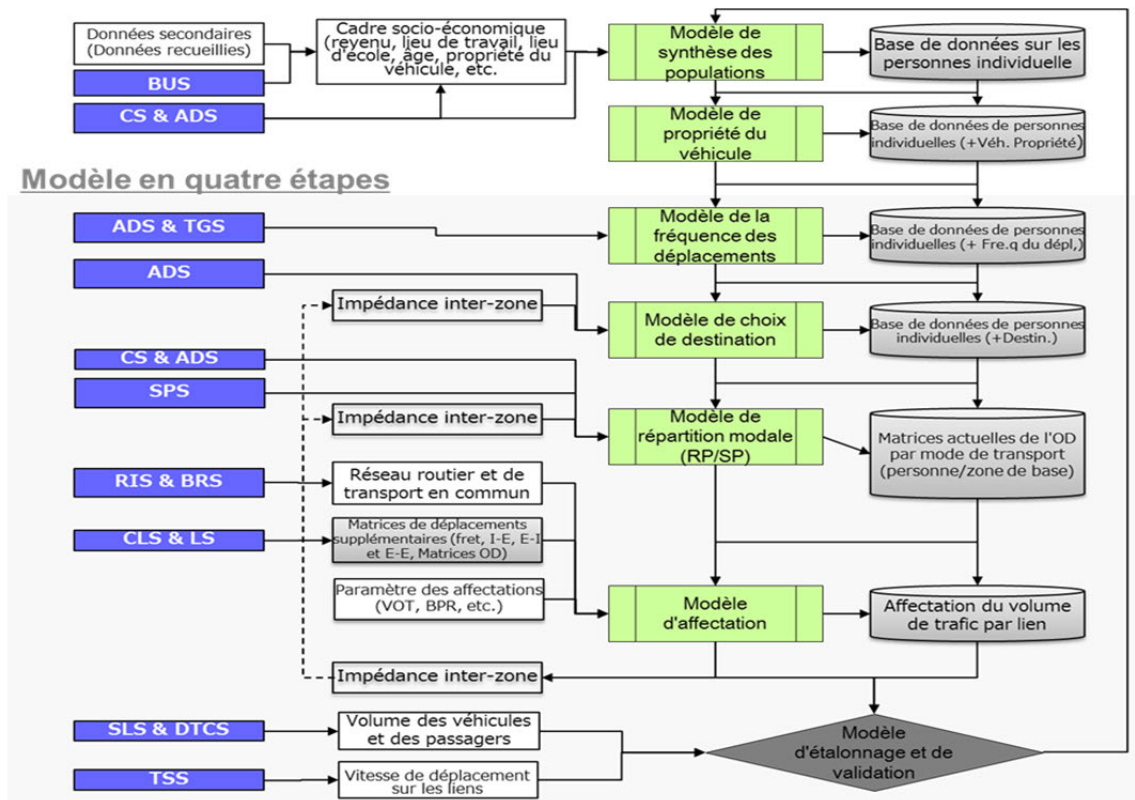 Données secondaires
(Données recueillies)
BUS
CS & ADS
Cadre socio-économique
(revenu, lieu de travail, lieu
d'école, âge, propriété du
véhicule, etc.
Modèle de
synthèse des
populations
Base de données sur les
personnes individuelle
Modèle de
propriété du
véhicule
Base de données de personnes
individuelles (+Véh. Propriété)
Modèle en quatre étapes
ADS & TGS
Modèle de la
fréquence des
déplacements
Base de données de personnes
individuelles (+ Fre.q du dépl,)
ADS
Impédance inter-zone
Modèle de choix
de destination
Base de données de personnes
individuelles (+Destin.)
CS & ADS
SPS
Impédance inter-zone
Modèle de
répartition modale
(RP/SP)
Matrices actuelles de l'OD
par mode de transport
(personne/zone de base)
RIS & BRS
Réseau routier et de
transport en commun
CLS & LS
Matrices de déplacements
supplémentaires (fret, I-E, E-I
et E-E, Matrices OD)
Paramètre des affectations
(VOT, BPR, etc.)
Modèle
d'affectation
Affectation du volume
de trafic par lien
Impédance inter-zone
SLS & DTCS
Volume des véhicules
et des passagers
Modèle
d'étalonnage et de
validation
TSS
Vitesse de déplacement
sur les liens